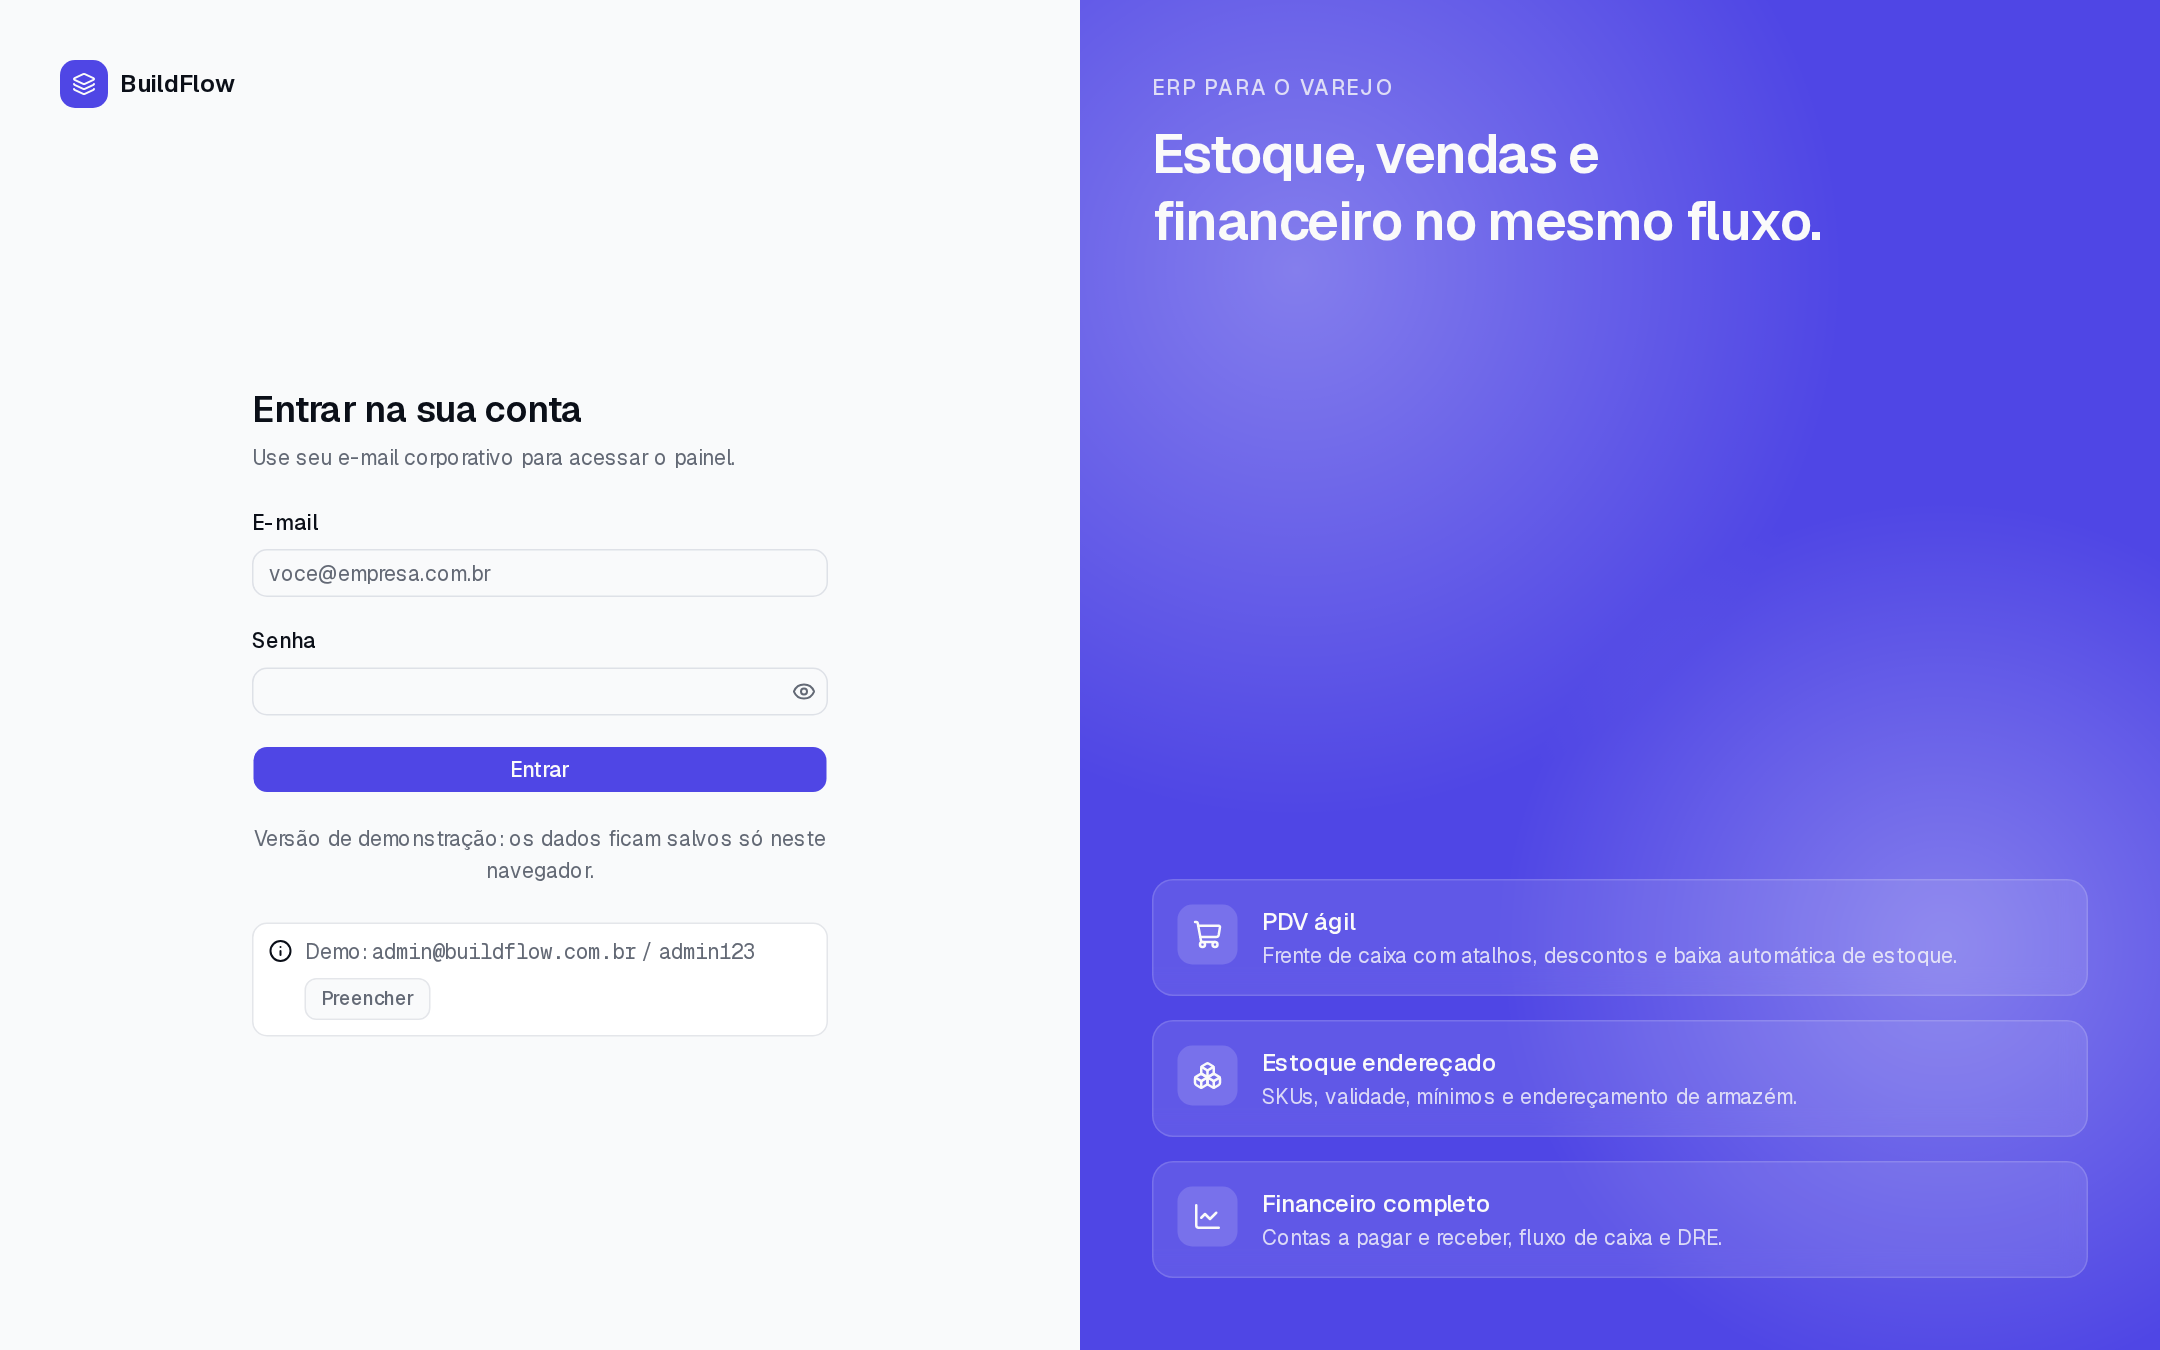 BuildFlow
Entrar na sua conta
Use seu e-mail corporativo para acessar o painel.
E-mail
voce@empresa.com.br
Senha
Entrar
Versão de demonstração: os dados ficam salvos só neste
navegador.
Demo: admin@buildflow.com.br / admin123
Preencher
ERP PARA O VAREJO
Estoque, vendas e
financeiro no mesmo fluxo.
PDV ágil
Frente de caixa com atalhos, descontos e baixa automática de estoque.
Estoque endereçado
SKUs, validade, mínimos e endereçamento de armazém.
Financeiro completo
Contas a pagar e receber, fluxo de caixa e DRE.